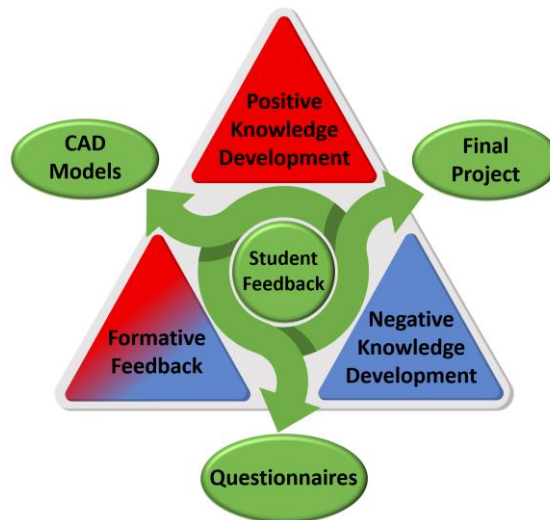 Positive
Knowledge
Development
CAD
Models
Final
Project
Student
Feedback
Formative
Feedback
Negative
Knowledge
Development
Questionnaires